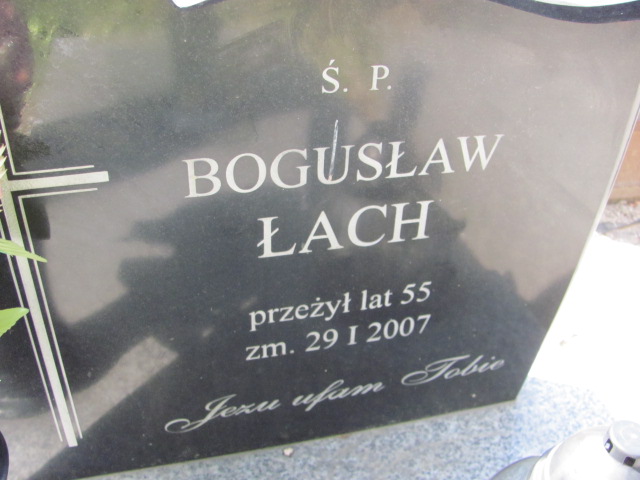 Ś. P.
BOGUSŁAW
ŁACH
przeżył lat 55
zm. 29 I 2007
Jezu ufam Tobie